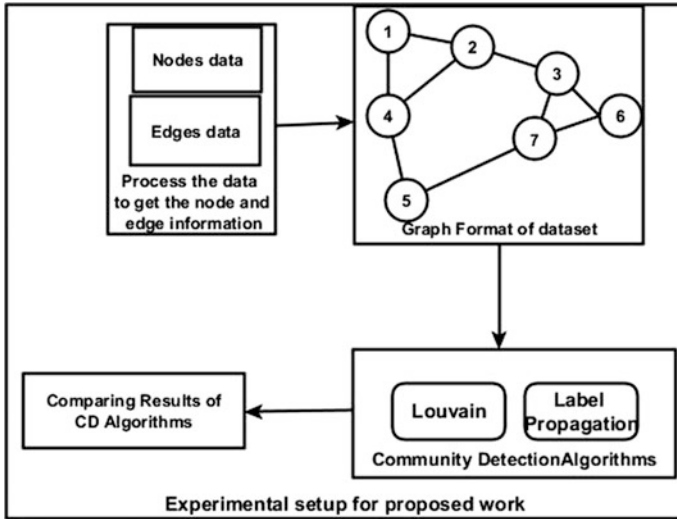 Nodes data
Edges data
Process the data
to get the node and
edge information
1
2
3
4
6
7
5
Graph Format of dataset
Louvain
Label
Propagation
Community DetectionAlgorithms
Comparing Results of
CD Algorithms
Experimental setup for proposed work